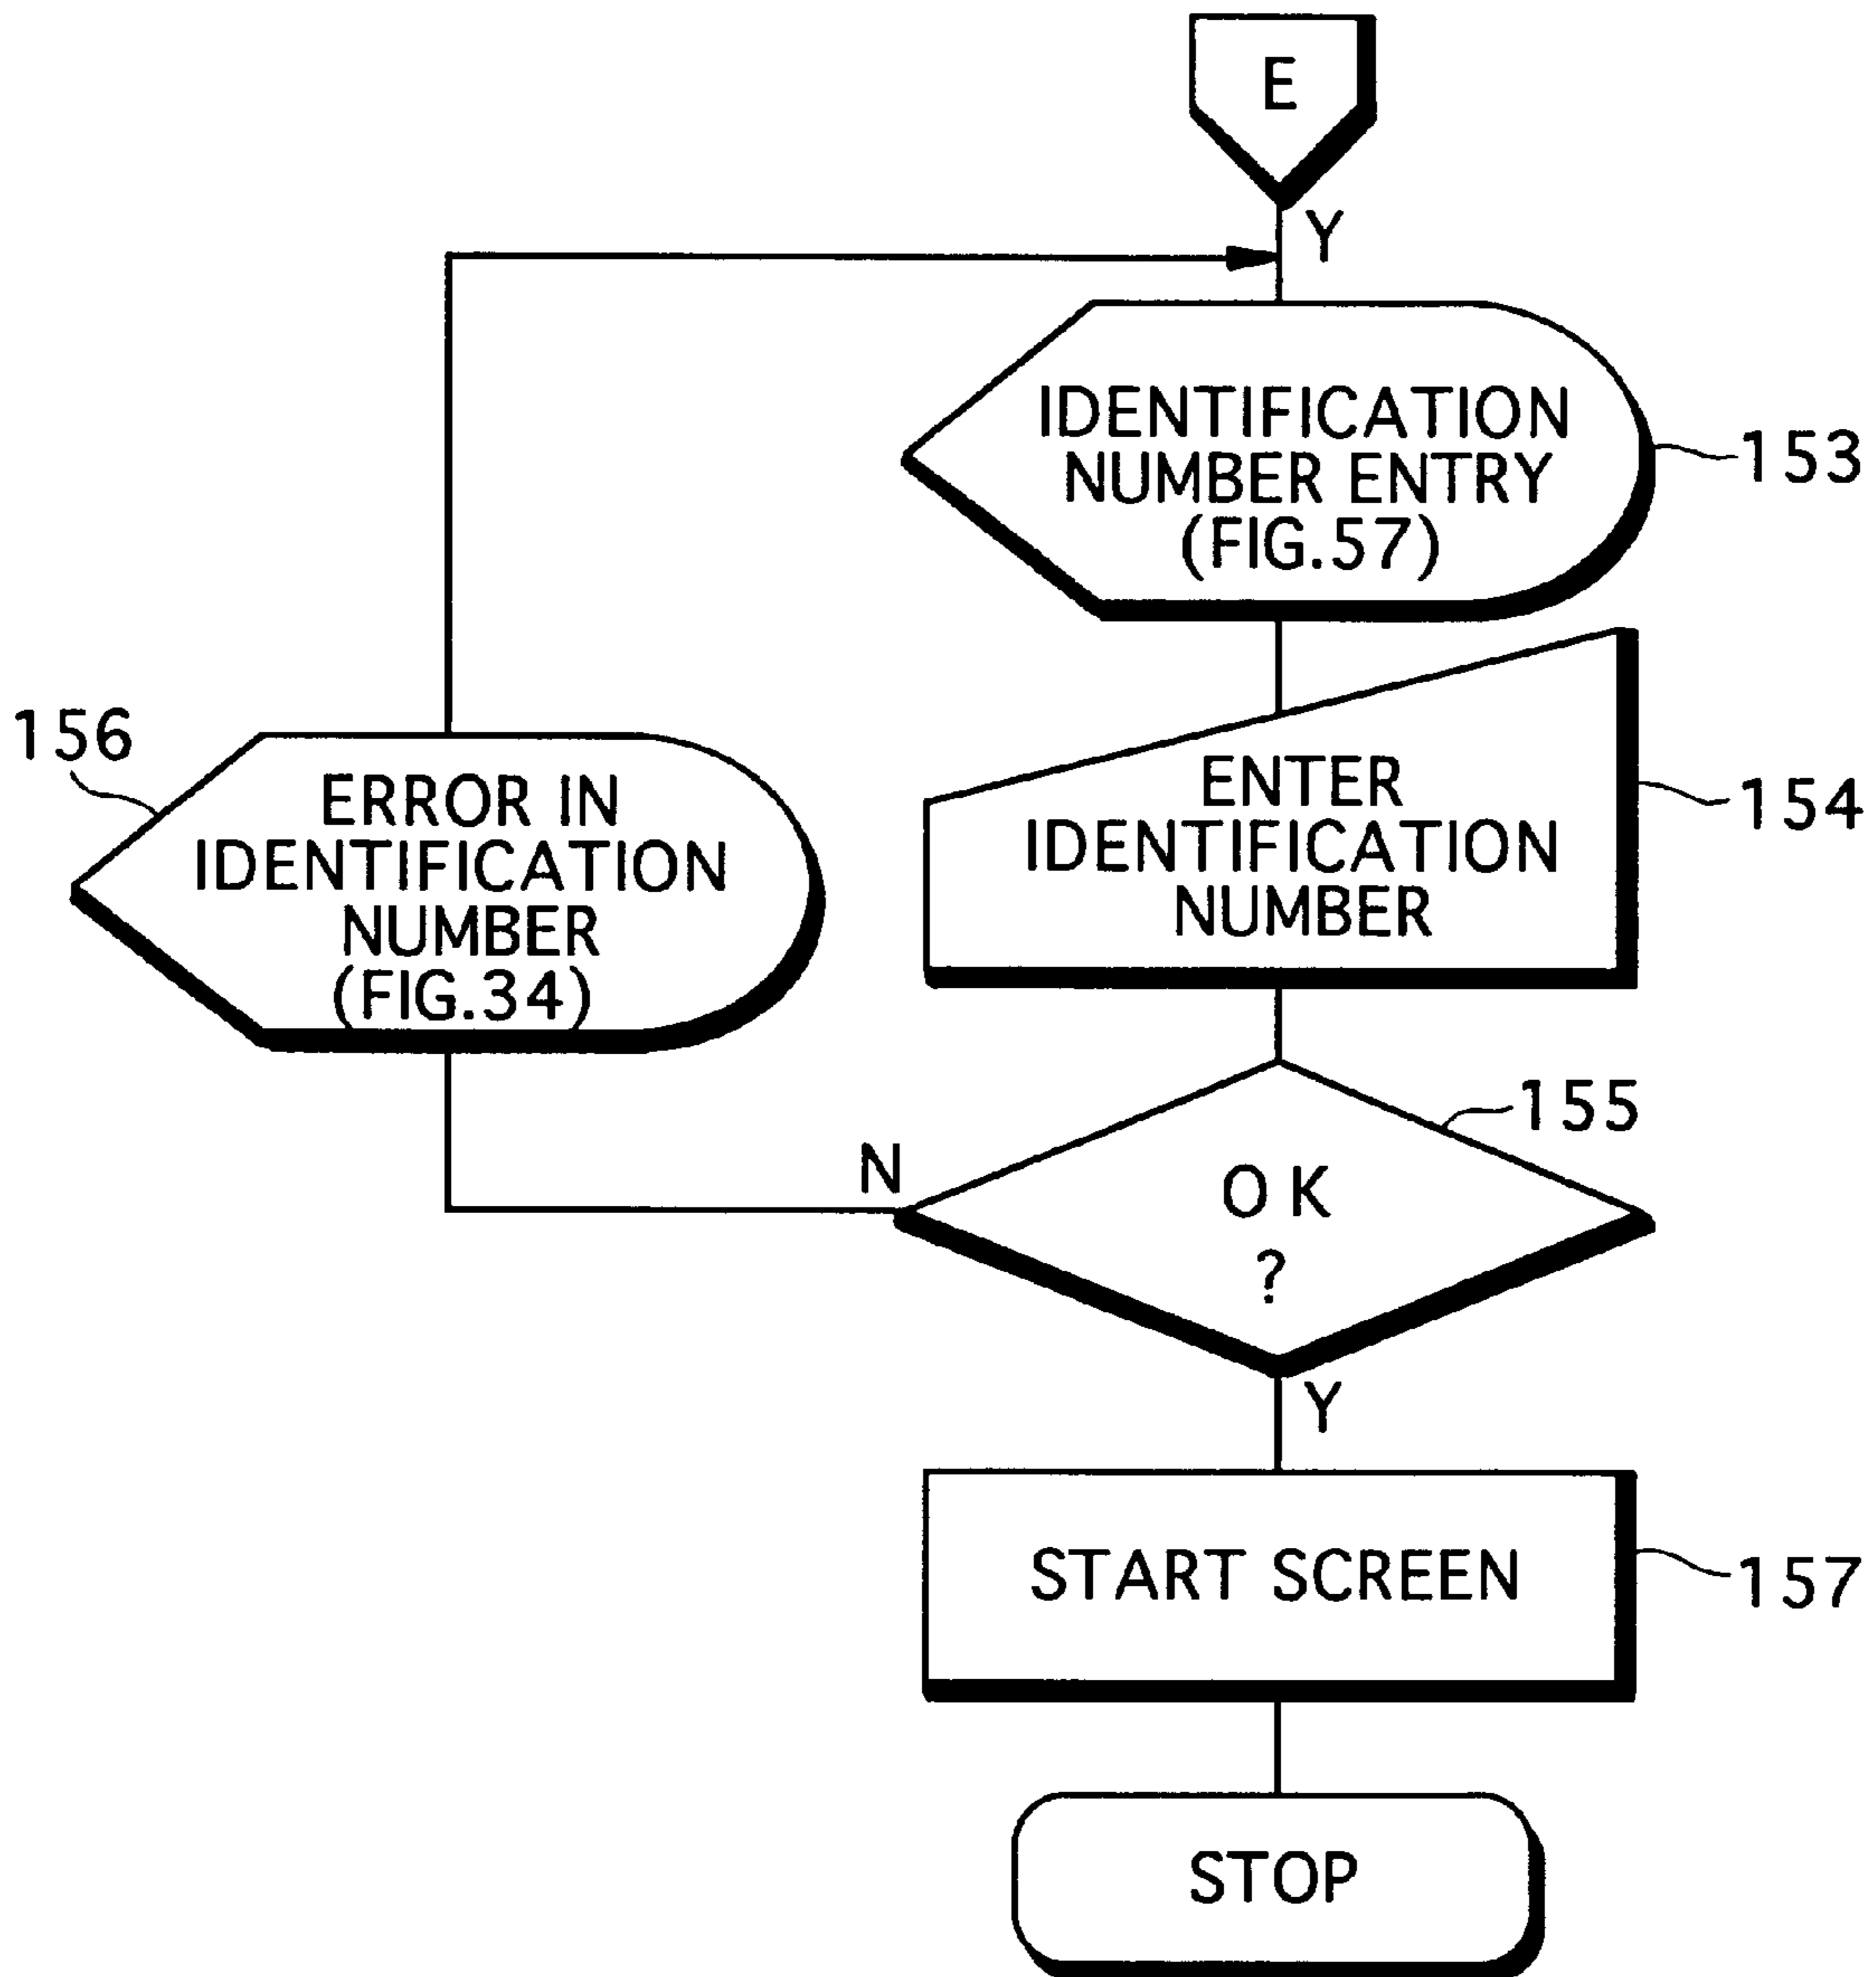 E
Y
IDENTIFICATION
NUMBER ENTRY
(FIG.57)
153
156
ERROR IN
IDENTIFICATION
NUMBER
(FIG.34)
ENTER
IDENTIFICATION
NUMBER
154
155
N
OK
?
Y
START SCREEN
157
STOP